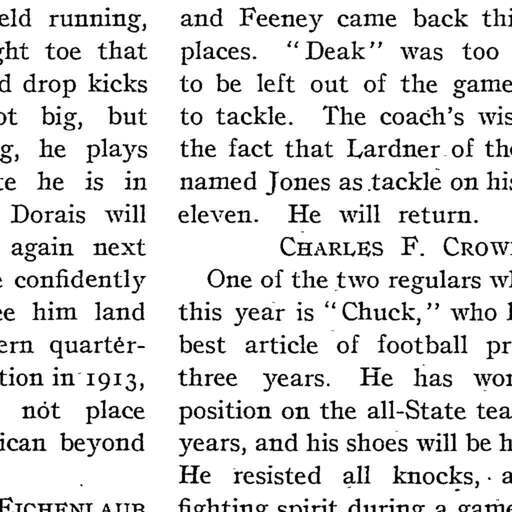 eld running,
ght toe that
d drop kicks
ot big, but
g, he plays
te he is in
Dorais will
again next
e confidently
ee him land
ern quarter-
tion in 1913,
not place
ican beyond
EICHENLAUB
and Feeney came back thi
places. "Deak" was too
to be left out of the game
to tackle. The coach's wis
the fact that Lardner of the
named Jones as tackle on his
eleven. He will return.
CHARLES F. CROW
One of the two regulars wh
this year is "Chuck," who h
best article of football pr
three years. He has won
position on the all-State tea
years, and his shoes will be h
He resisted all knocks, a
fighting spirit during a game